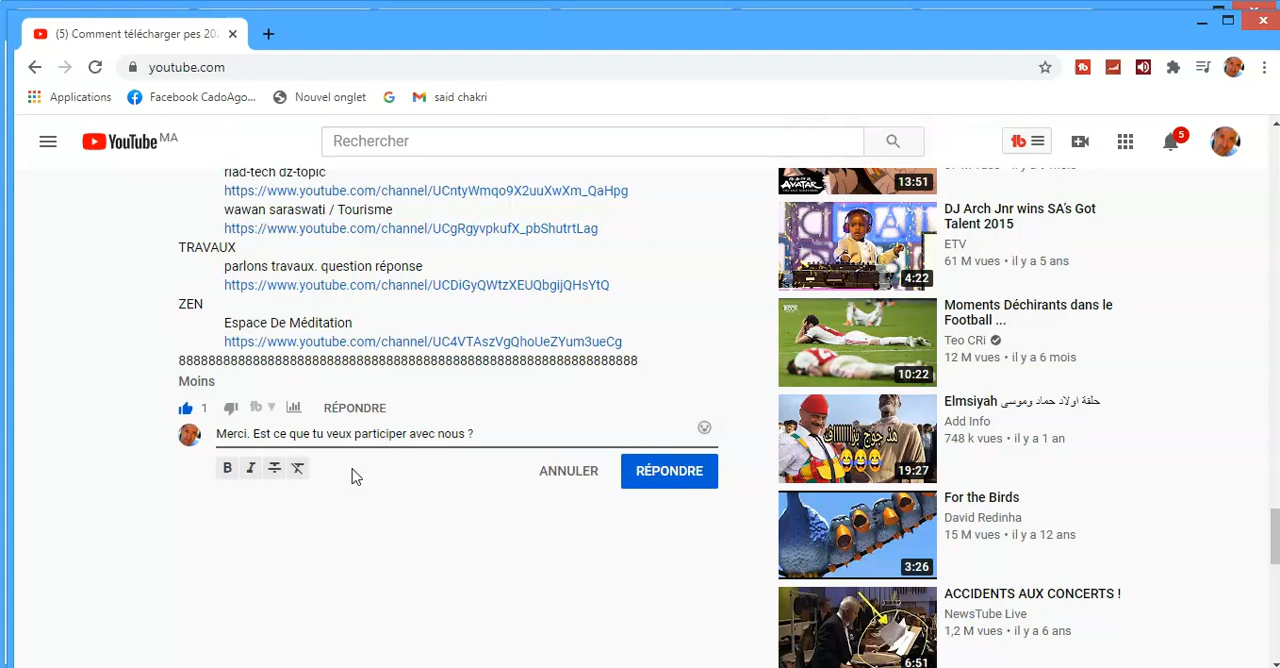 (5) Comment télécharger pes 20
youtube.com
Applications
Facebook CadoAgo...
Nouvel onglet
said chakri
YouTube MA
Rechercher
5
riad-tech dz-topic
https://www.youtube.com/channel/UCntyWmqo9X2uuXwXm_QaHpg
wawan saraswati / Tourisme
https://www.youtube.com/channel/UCgRgyvpkufX_pbShutrtLag
TRAVAUX
parlons travaux. question réponse
https://www.youtube.com/channel/UCDiGyQWtzXEUQbgijQHsYtQ
ZEN
Espace De Méditation
https://www.youtube.com/channel/UC4VTAszVgQhoUeZYum3ueCg
Moins
1
RÉPONDRE
Merci. Est ce que tu veux participer avec nous ?
B I
ANNULER
RÉPONDRE
AVATAR
13:51
DJ Arch Jnr wins SA's Got
Talent 2015
ETV
61 M vues • il y a 5 ans
4:22
Moments Déchirants dans le
Football ...
Teo CRi
12 M vues • il y a 6 mois
10:22
Elmsiyah حلقة اولاد حماد وموسى
Add Info
748 k vues • il y a 1 an
19:27
For the Birds
David Redinha
15 M vues • il y a 12 ans
3:26
ACCIDENTS AUX CONCERTS !
NewsTube Live
1,2 M vues • il y a 6 ans
6:51